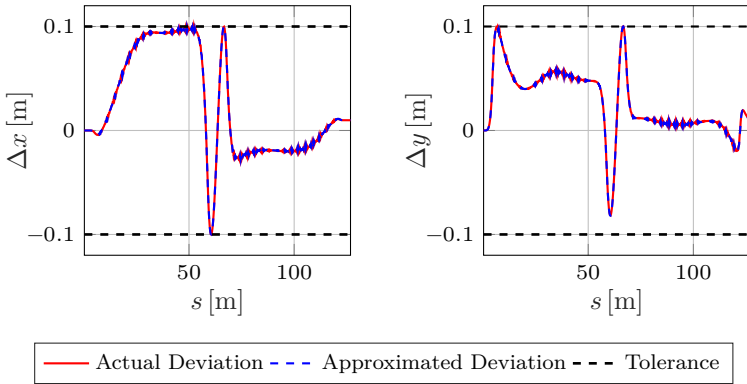 0.1
0
−0.1
Δx [m]
50
100
s [m]
0.1
0
−0.1
Δy [m]
50
100
s [m]
Actual Deviation
Approximated Deviation
Tolerance